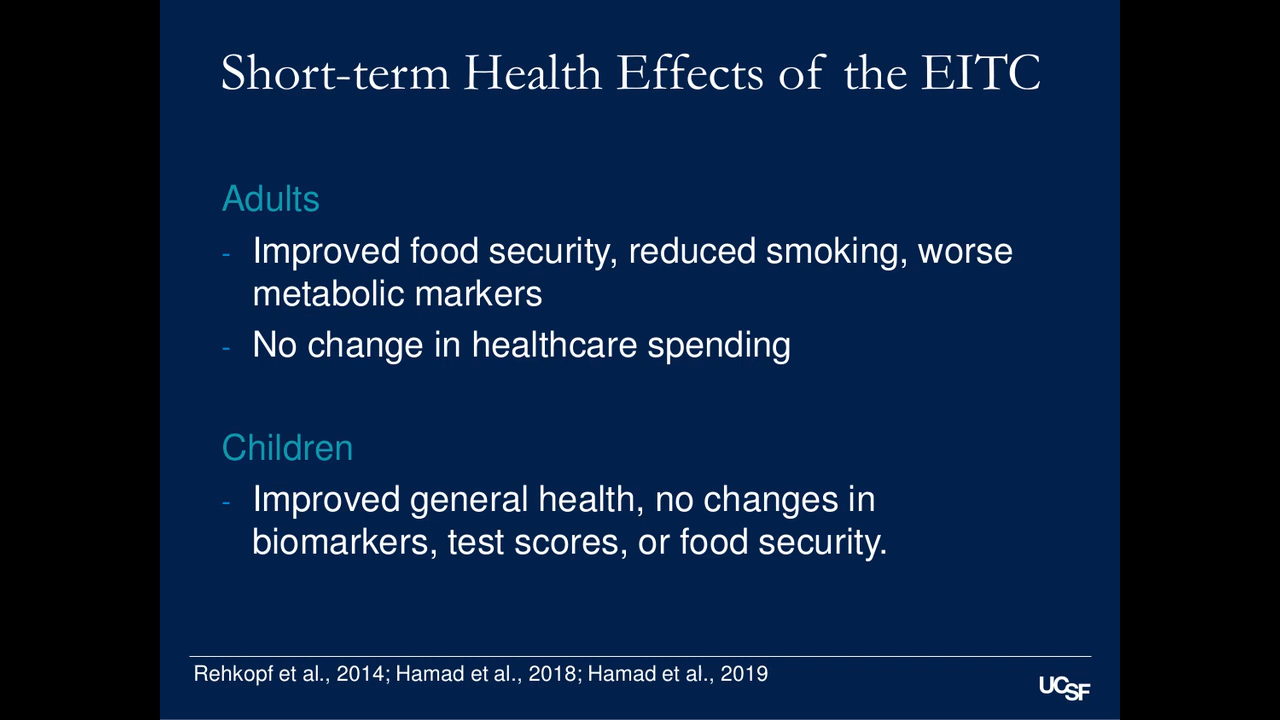 Short-term Health Effects of the EITC
Adults
- Improved food security, reduced smoking, worse
metabolic markers
- No change in healthcare spending
Children
- Improved general health, no changes in
biomarkers, test scores, or food security.
Rehkopf et al., 2014; Hamad et al., 2018; Hamad et al., 2019
UCSF